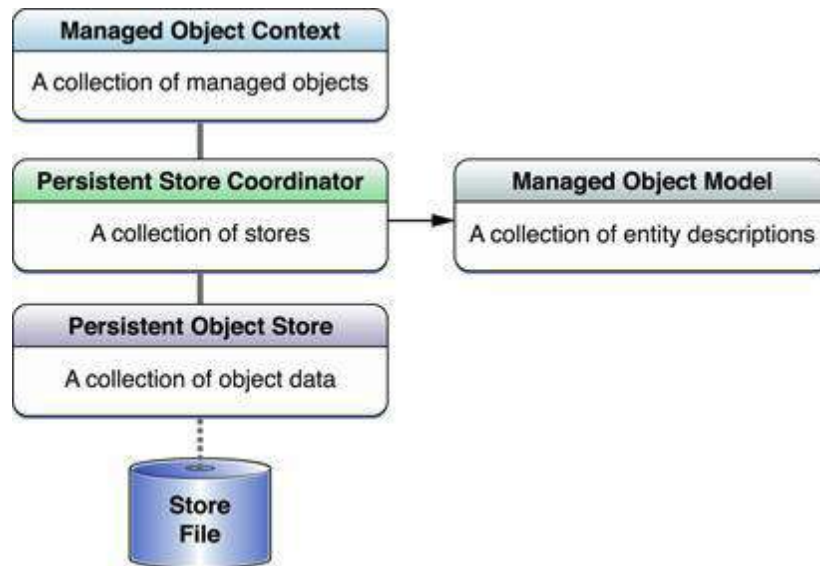 Managed Object Context
A collection of managed objects
Persistent Store Coordinator
A collection of stores
Managed Object Model
A collection of entity descriptions
Persistent Object Store
A collection of object data
Store
File